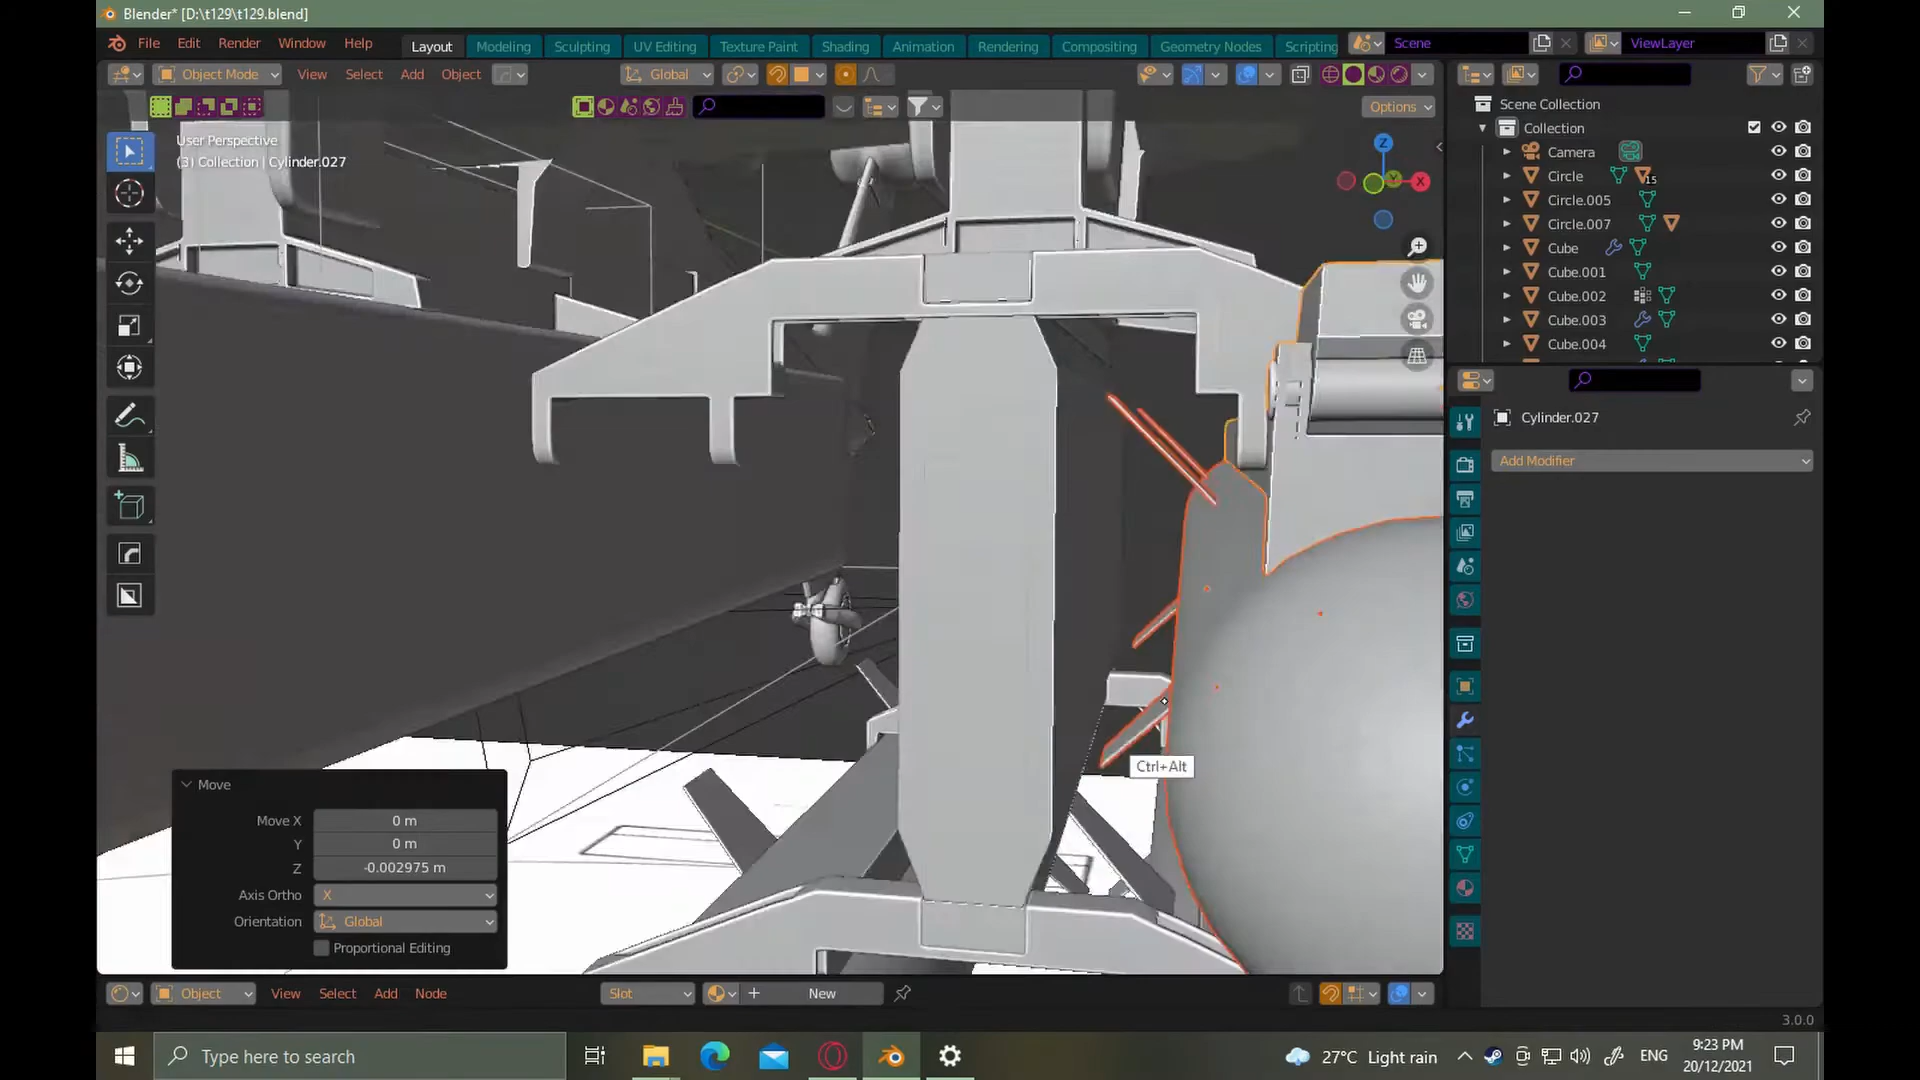 Blender* [D:\t129\t129.blend]
File Edit Render Window Help
Layout Modeling Sculpting UV Editing Texture Paint Shading Animation Rendering Compositing Geometry Nodes Scripting
Scene
ViewLayer
Object Mode View Select Add Object
Global
Options
User Perspective
(3) Collection | Cylinder.027
Z
X
Y
Scene Collection
Collection
Camera
Circle
15
Circle.005
Circle.007
Cube
Cube.001
Cube.002
Cube.003
Cube.004
Cylinder.027
Add Modifier
Ctrl+Alt
Move
Move X 0 m
Y 0 m
Z -0.002975 m
Axis Ortho X
Orientation Global
Proportional Editing
Object View Select Add Node
Slot
New
3.0.0
Type here to search
27°C Light rain
ENG
9:23 PM
20/12/2021